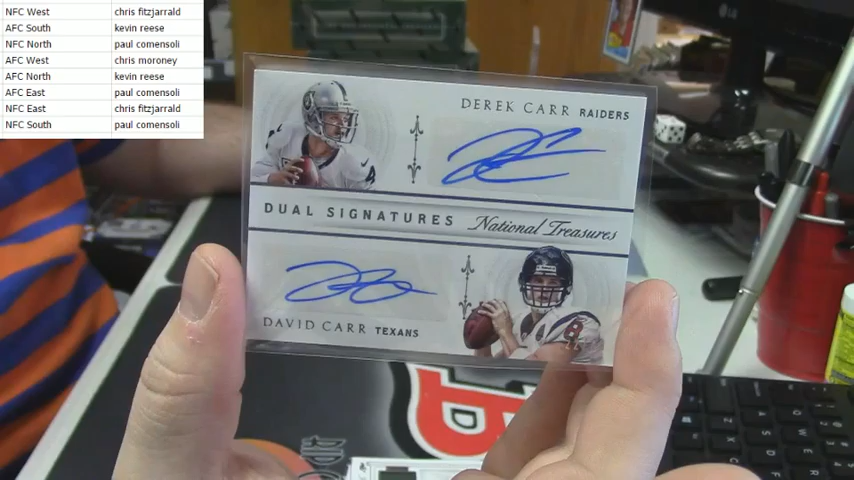 NFC West chris fitzjarrald
AFC South kevin reese
NFC North paul comensoli
AFC West chris moroney
AFC North kevin reese
AFC East paul comensoli
NFC East chris fitzjarrald
NFC South paul comensoli
DEREK CARR RAIDERS
DUAL SIGNATURES National Treasures
DAVID CARR TEXANS